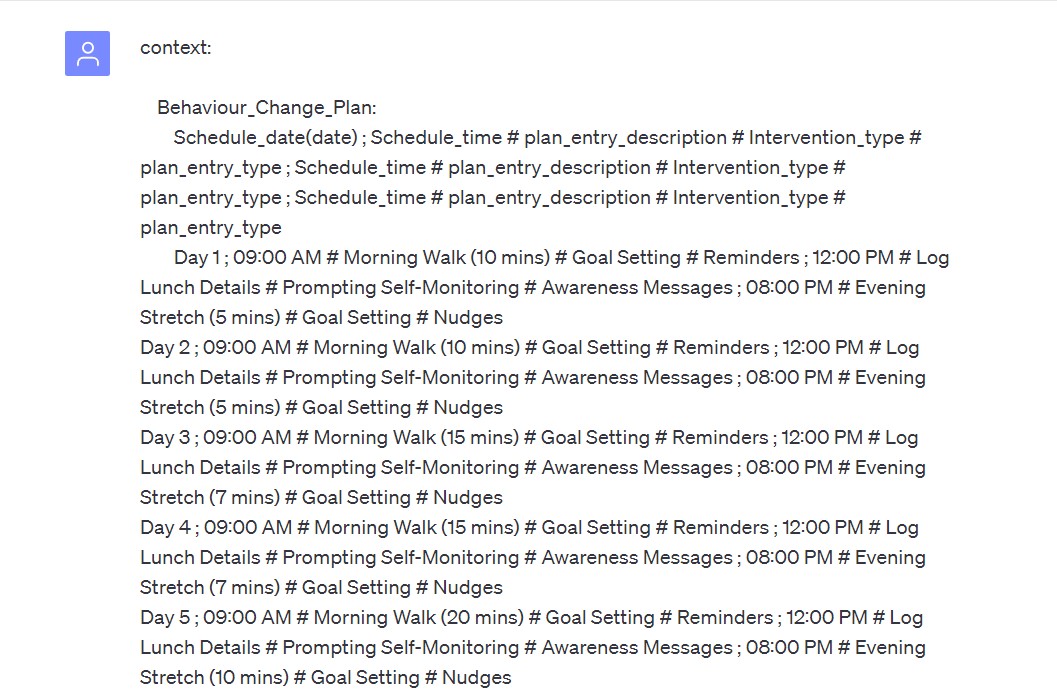 context:
Behaviour_Change_Plan:
Schedule_date(date) ; Schedule_time # plan_entry_description # Intervention_type #
plan_entry_type ; Schedule_time # plan_entry_description # Intervention_type #
plan_entry_type ; Schedule_time # plan_entry_description # Intervention_type #
plan_entry_type
Day 1 ; 09:00 AM # Morning Walk (10 mins) # Goal Setting # Reminders ; 12:00 PM # Log
Lunch Details # Prompting Self-Monitoring # Awareness Messages ; 08:00 PM # Evening
Stretch (5 mins) # Goal Setting # Nudges
Day 2 ; 09:00 AM # Morning Walk (10 mins) # Goal Setting # Reminders ; 12:00 PM # Log
Lunch Details # Prompting Self-Monitoring # Awareness Messages ; 08:00 PM # Evening
Stretch (5 mins) # Goal Setting # Nudges
Day 3 ; 09:00 AM # Morning Walk (15 mins) # Goal Setting # Reminders ; 12:00 PM # Log
Lunch Details # Prompting Self-Monitoring # Awareness Messages ; 08:00 PM # Evening
Stretch (7 mins) # Goal Setting # Nudges
Day 4 ; 09:00 AM # Morning Walk (15 mins) # Goal Setting # Reminders ; 12:00 PM # Log
Lunch Details # Prompting Self-Monitoring # Awareness Messages ; 08:00 PM # Evening
Stretch (7 mins) # Goal Setting # Nudges
Day 5 ; 09:00 AM # Morning Walk (20 mins) # Goal Setting # Reminders ; 12:00 PM # Log
Lunch Details # Prompting Self-Monitoring # Awareness Messages ; 08:00 PM # Evening
Stretch (10 mins) # Goal Setting # Nudges